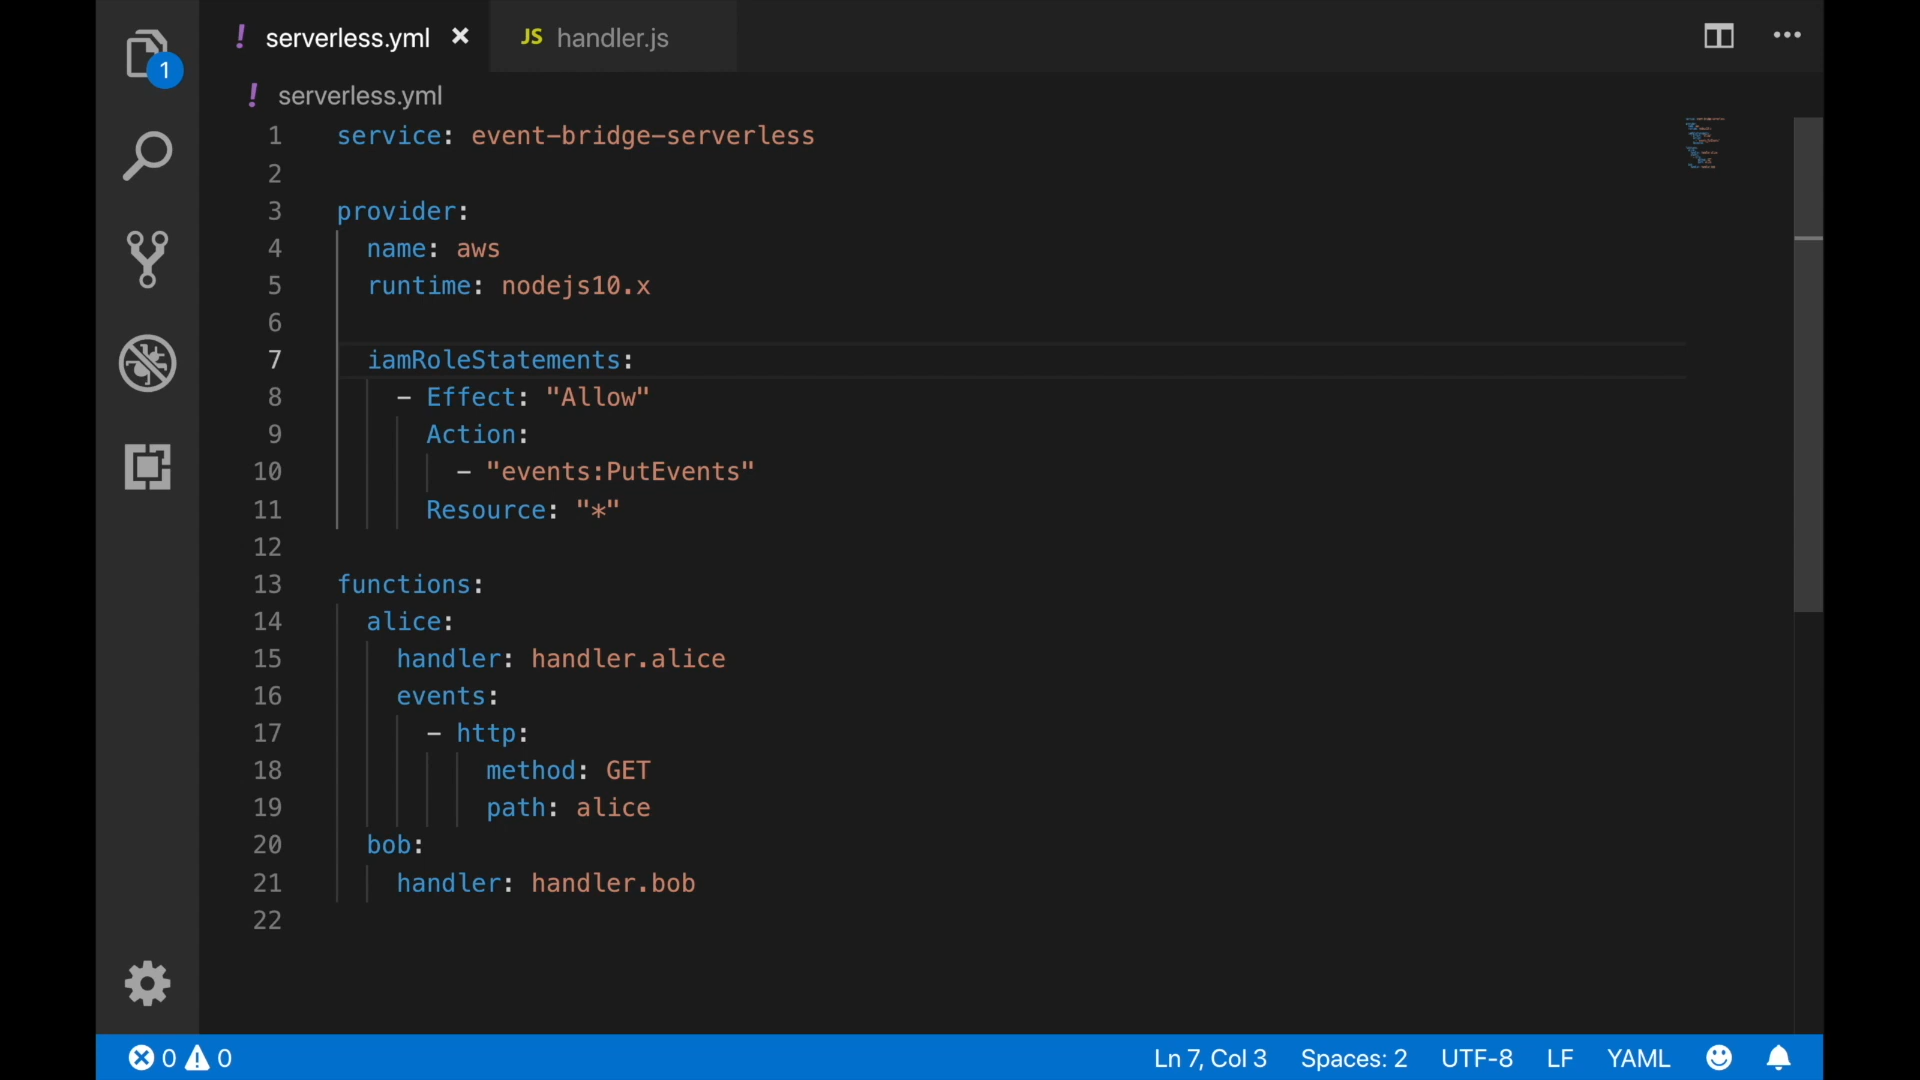 ! serverless.yml × JS handler.js
1
! serverless.yml
1 service: event-bridge-serverless
2
3 provider:
4 name: aws
5 runtime: nodejs10.x
6
7 iamRoleStatements:
8 - Effect: "Allow"
9 Action:
10 - "events:PutEvents"
11 Resource: "*"
12
13 functions:
14 alice:
15 handler: handler.alice
16 events:
17 - http:
18 method: GET
19 path: alice
20 bob:
21 handler: handler.bob
22
0 0 Ln 7, Col 3 Spaces: 2 UTF-8 LF YAML